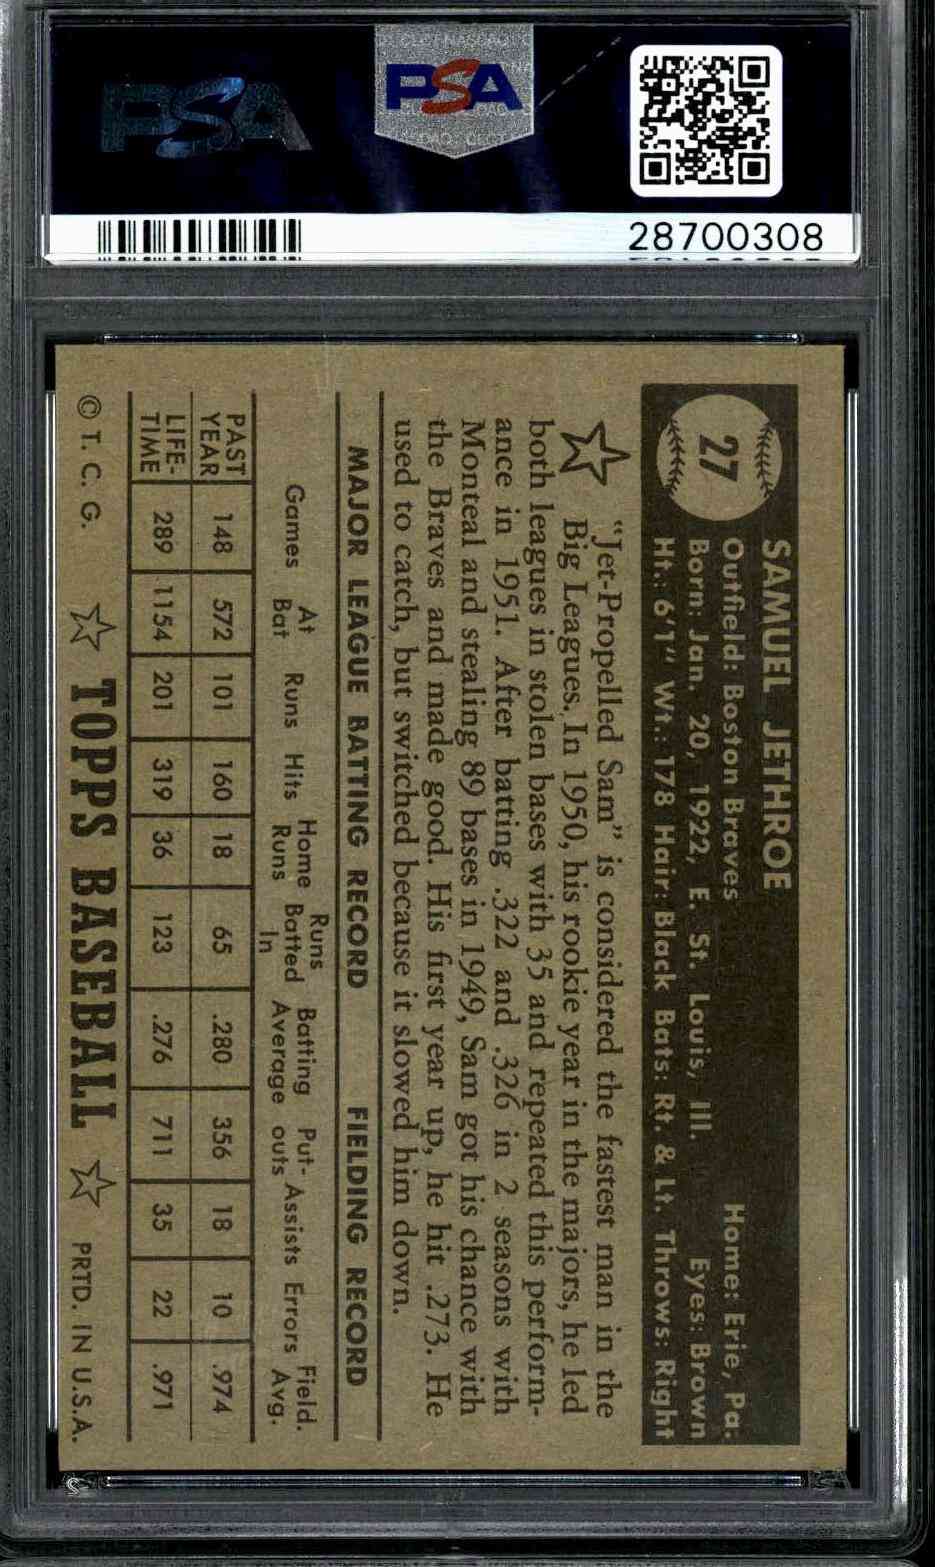 PSA
PSA
28700308
27
SAMUEL JETHROE
Outfield: Boston Braves Home: Erie, Pa.
Born: Jan. 20, 1922, E. St. Louis, Ill. Eyes: Brown
Ht.: 6'1" Wt.: 178 Hair: Black Bats: Rt. & Lt. Throws: Right
"Jet-Propelled Sam" is considered the fastest man in the
Big Leagues. In 1950, his rookie year in the majors, he led
both leagues in stolen bases with 35 and repeated this perform-
ance in 1951. After batting .322 and .326 in 2 seasons with
Monteal and stealing 89 bases in 1949, Sam got his chance with
the Braves and made good. His first year up, he hit .273. He
used to catch, but switched because it slowed him down.
MAJOR LEAGUE BATTING RECORD FIELDING RECORD
Games At Bat Runs Hits Home Runs Runs Batted In Batting Average Put-outs Assists Errors Field. Avg.
PAST YEAR 148 572 101 160 18 65 .280 356 18 10 .974
LIFE-TIME 289 1154 201 319 36 123 .276 711 35 22 .971
© T. C. G. TOPPS BASEBALL PRTD. IN U.S.A.